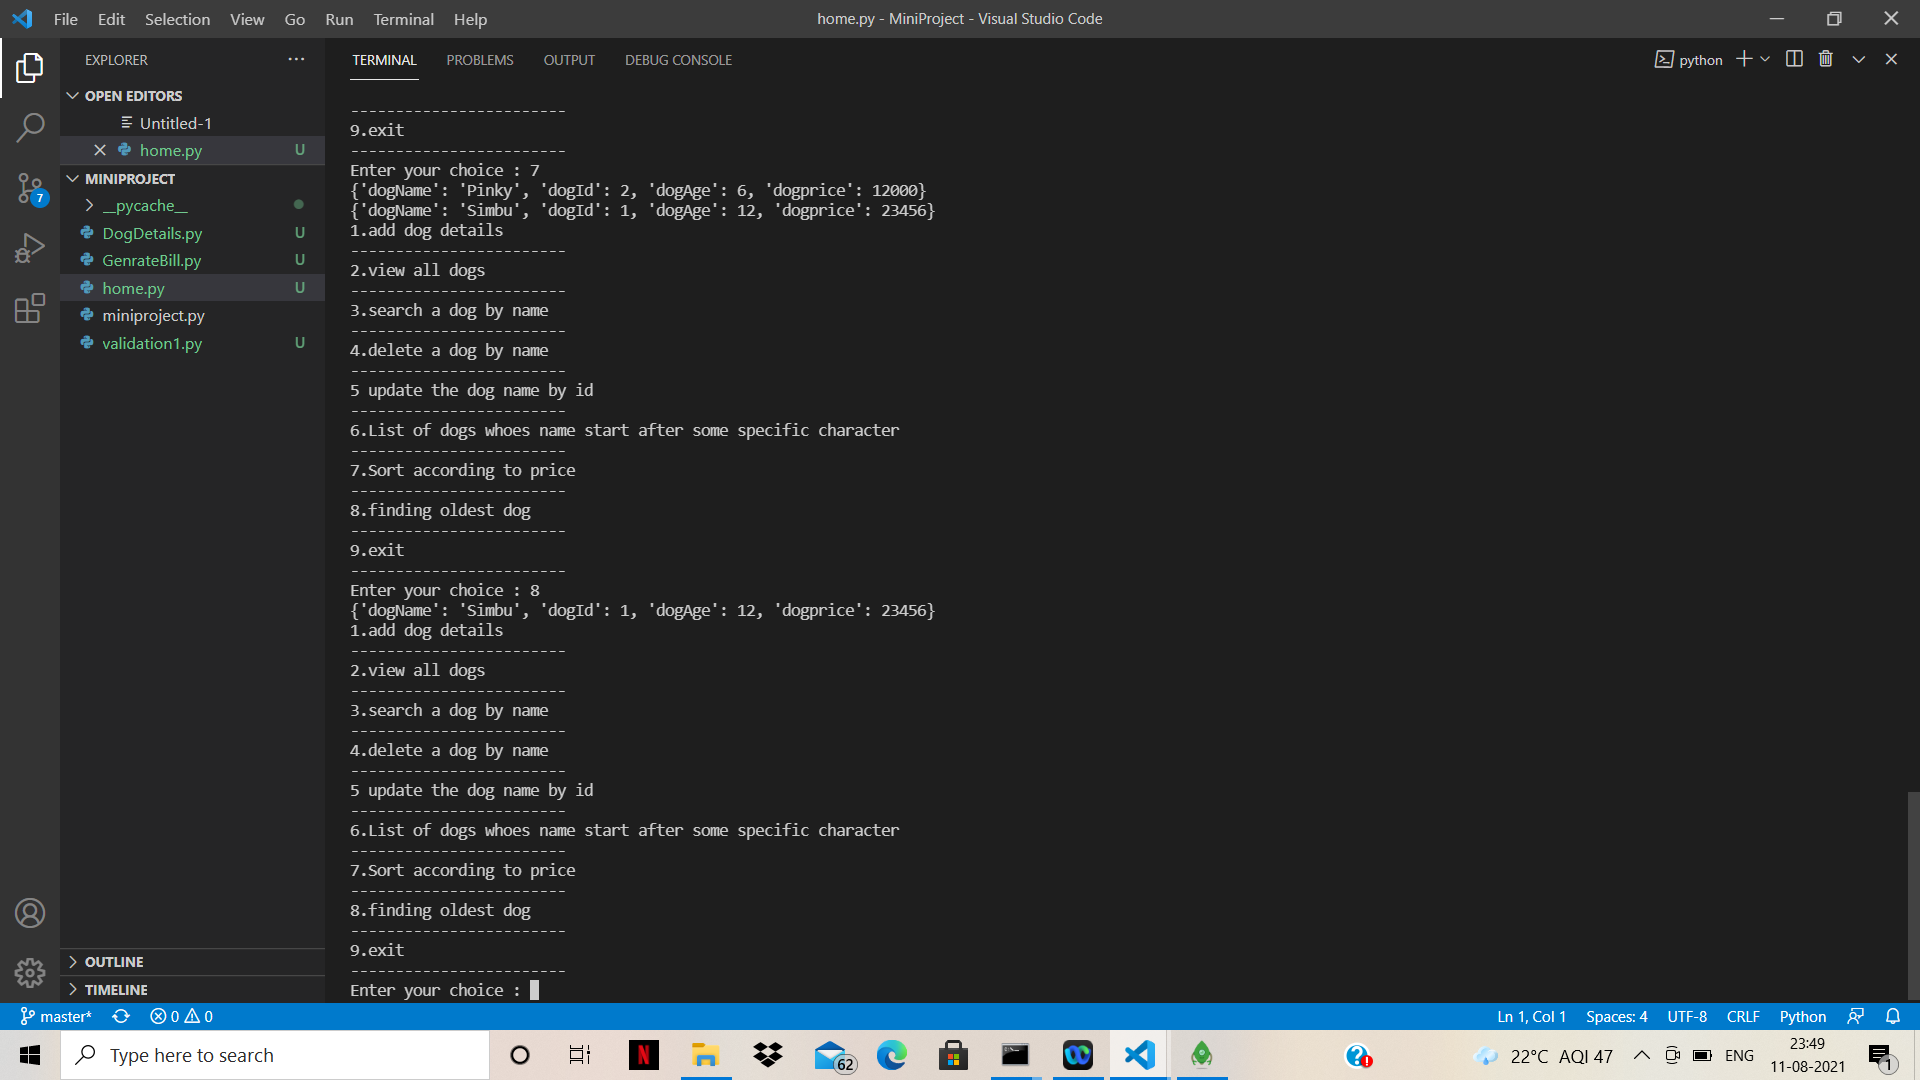 File Edit Selection View Go Run Terminal Help
home.py - MiniProject - Visual Studio Code
EXPLORER
OPEN EDITORS
Untitled-1
home.py U
MINIPROJECT
__pycache__
DogDetails.py U
GenrateBill.py U
home.py U
miniproject.py
validation1.py U
OUTLINE
TIMELINE
7
TERMINAL PROBLEMS OUTPUT DEBUG CONSOLE
python
------------------------
9.exit
------------------------
Enter your choice : 7
{'dogName': 'Pinky', 'dogId': 2, 'dogAge': 6, 'dogprice': 12000}
{'dogName': 'Simbu', 'dogId': 1, 'dogAge': 12, 'dogprice': 23456}
1.add dog details
------------------------
2.view all dogs
------------------------
3.search a dog by name
------------------------
4.delete a dog by name
------------------------
5 update the dog name by id
------------------------
6.List of dogs whoes name start after some specific character
------------------------
7.Sort according to price
------------------------
8.finding oldest dog
------------------------
9.exit
------------------------
Enter your choice : 8
{'dogName': 'Simbu', 'dogId': 1, 'dogAge': 12, 'dogprice': 23456}
1.add dog details
------------------------
2.view all dogs
------------------------
3.search a dog by name
------------------------
4.delete a dog by name
------------------------
5 update the dog name by id
------------------------
6.List of dogs whoes name start after some specific character
------------------------
7.Sort according to price
------------------------
8.finding oldest dog
------------------------
9.exit
------------------------
Enter your choice :
master* 0 0
Ln 1, Col 1 Spaces: 4 UTF-8 CRLF Python
Type here to search
N
62
22°C AQI 47
ENG
23:49
11-08-2021
1